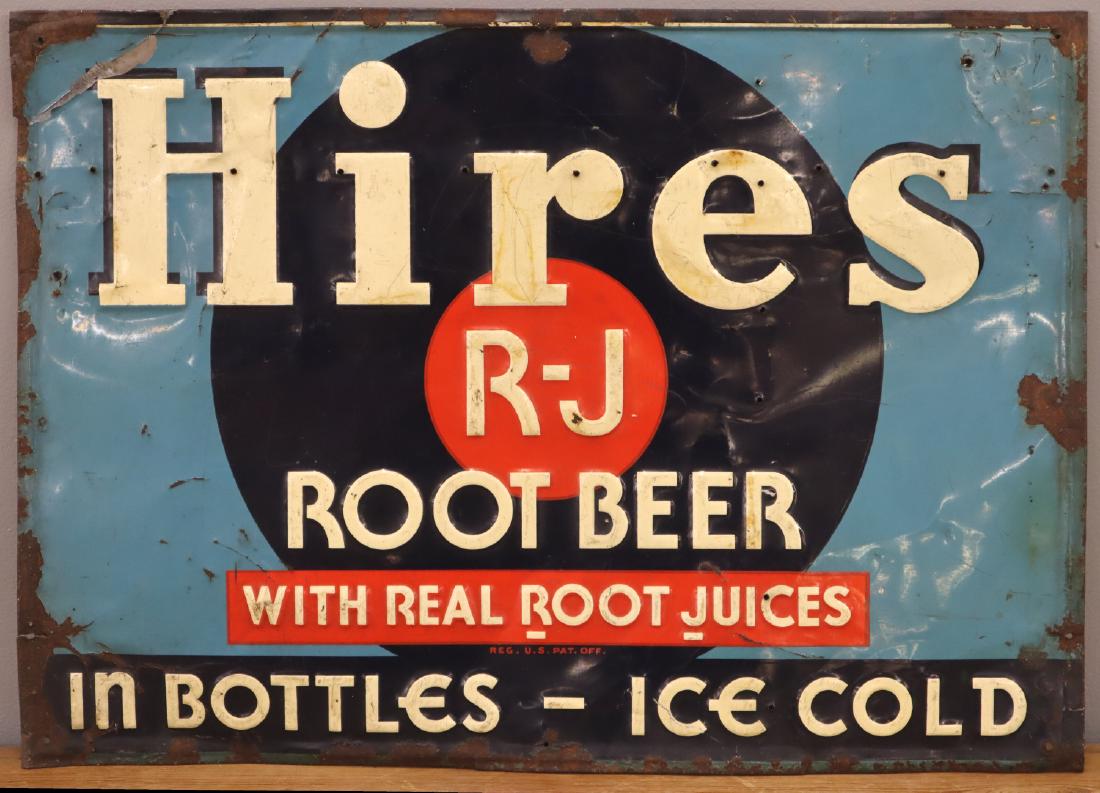 Hires
R-J
ROOT BEER
WITH REAL ROOT JUICES
REG. U.S. PAT. OFF.
In BOTTLES - ICE COLD